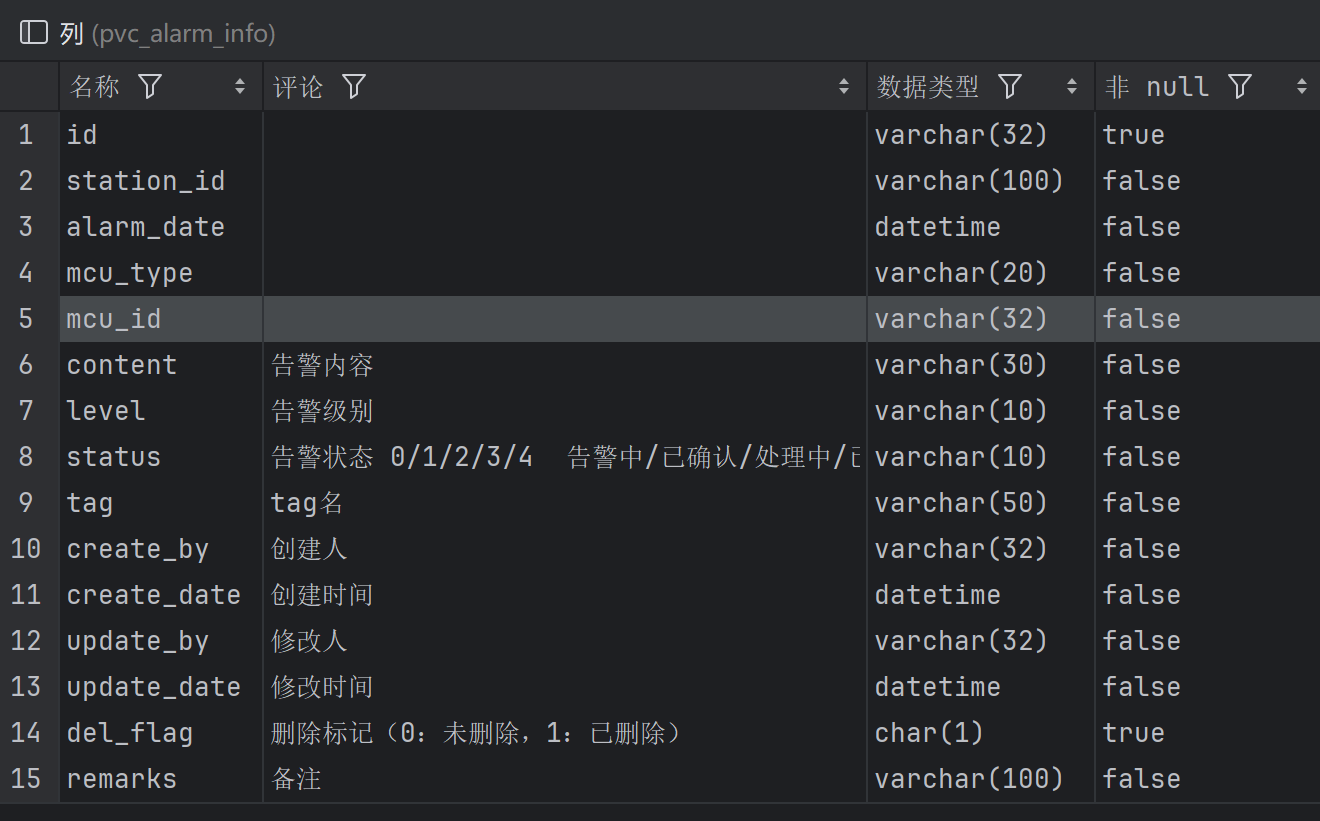 列 (pvc_alarm_info)
名称 评论 数据类型 非 null
1 id varchar(32) true
2 station_id varchar(100) false
3 alarm_date datetime false
4 mcu_type varchar(20) false
5 mcu_id varchar(32) false
6 content 告警内容 varchar(30) false
7 level 告警级别 varchar(10) false
8 status 告警状态 0/1/2/3/4 告警中/已确认/处理中/ varchar(10) false
9 tag tag名 varchar(50) false
10 create_by 创建人 varchar(32) false
11 create_date 创建时间 datetime false
12 update_by 修改人 varchar(32) false
13 update_date 修改时间 datetime false
14 del_flag 删除标记（0：未删除，1：已删除） char(1) true
15 remarks 备注 varchar(100) false